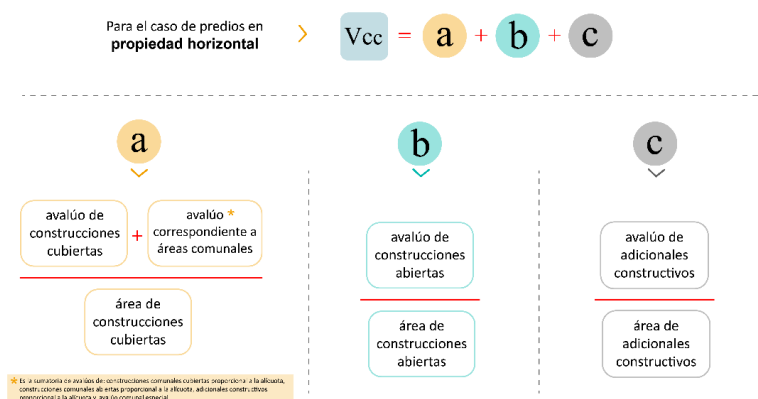 Para el caso de predios en
propiedad horizontal
> Vcc = a + b + c
a
b
c
avalúo de
construcciones
cubiertas
+
avalúo *
correspondiente a
áreas comunales
área de
construcciones
cubiertas
avalúo de
construcciones
abiertas
área de
construcciones
abiertas
avalúo de
adicionales
constructivos
área de
adicionales
constructivos
* Es la sumatoria de avalúos de: construcciones comunales cubiertas proporcional a la alícuota,
construcciones comunales abiertas proporcional a la alícuota, adicionales constructivos
proporcional a la alícuota y avalúo comunal especial